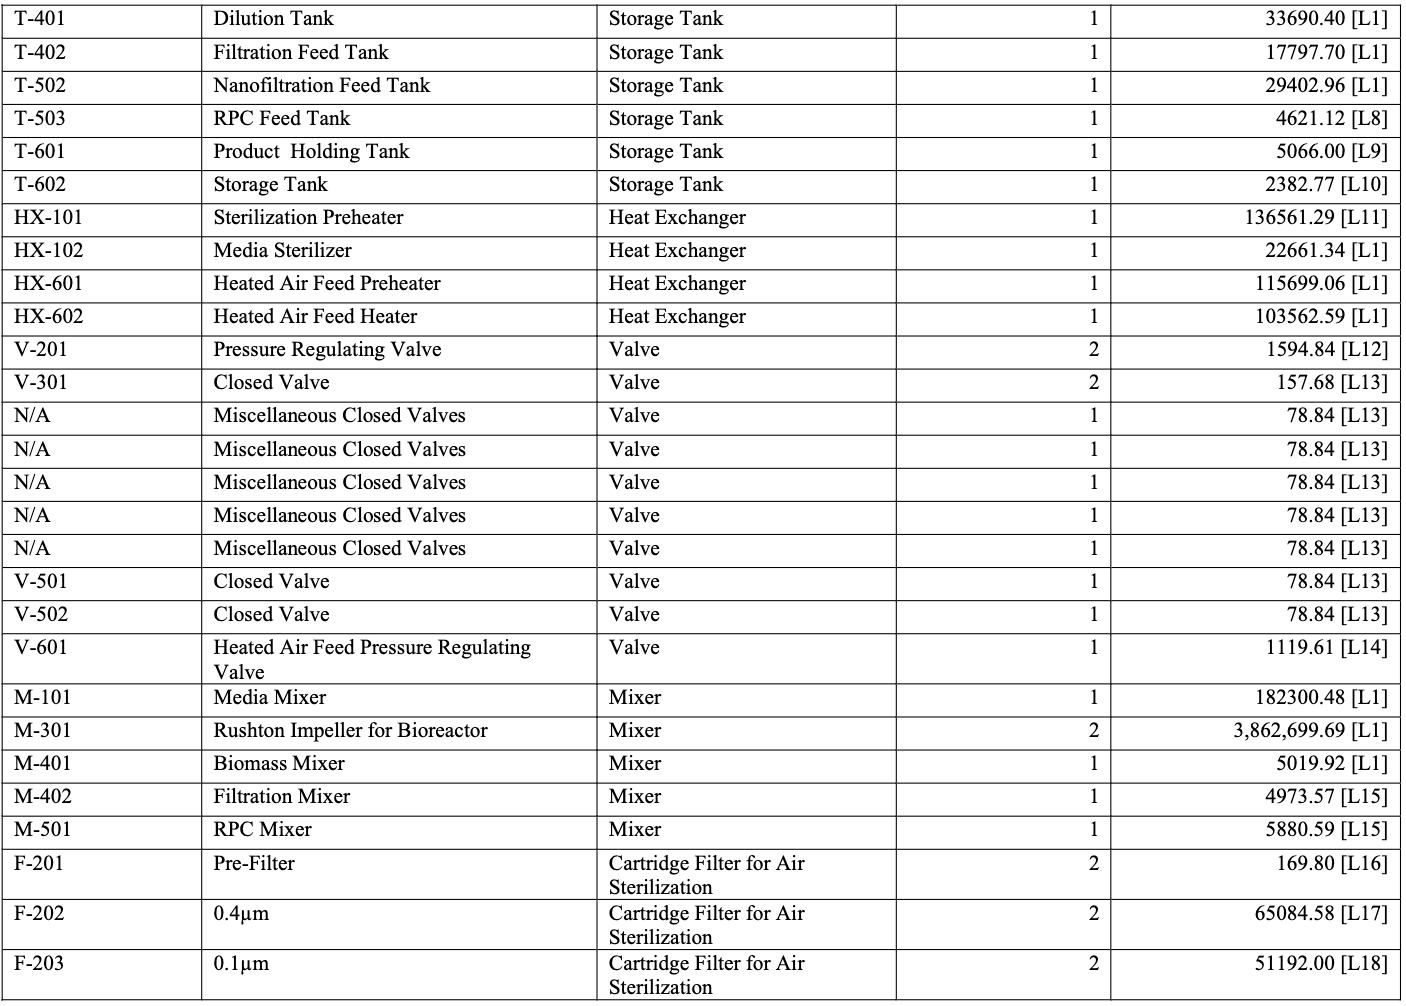 T-401 Dilution Tank Storage Tank 1 33690.40 [L1]
T-402 Filtration Feed Tank Storage Tank 1 17797.70 [L1]
T-502 Nanofiltration Feed Tank Storage Tank 1 29402.96 [L1]
T-503 RPC Feed Tank Storage Tank 1 4621.12 [L8]
T-601 Product Holding Tank Storage Tank 1 5066.00 [L9]
T-602 Storage Tank Storage Tank 1 2382.77 [L10]
HX-101 Sterilization Preheater Heat Exchanger 1 136561.29 [L11]
HX-102 Media Sterilizer Heat Exchanger 1 22661.34 [L1]
HX-601 Heated Air Feed Preheater Heat Exchanger 1 115699.06 [L1]
HX-602 Heated Air Feed Heater Heat Exchanger 1 103562.59 [L1]
V-201 Pressure Regulating Valve Valve 2 1594.84 [L12]
V-301 Closed Valve Valve 2 157.68 [L13]
N/A Miscellaneous Closed Valves Valve 1 78.84 [L13]
N/A Miscellaneous Closed Valves Valve 1 78.84 [L13]
N/A Miscellaneous Closed Valves Valve 1 78.84 [L13]
N/A Miscellaneous Closed Valves Valve 1 78.84 [L13]
N/A Miscellaneous Closed Valves Valve 1 78.84 [L13]
V-501 Closed Valve Valve 1 78.84 [L13]
V-502 Closed Valve Valve 1 78.84 [L13]
V-601 Heated Air Feed Pressure Regulating Valve 1 1119.61 [L14]
Valve
M-101 Media Mixer Mixer 1 182300.48 [L1]
M-301 Rushton Impeller for Bioreactor Mixer 2 3,862,699.69 [L1]
M-401 Biomass Mixer Mixer 1 5019.92 [L1]
M-402 Filtration Mixer Mixer 1 4973.57 [L15]
M-501 RPC Mixer Mixer 1 5880.59 [L15]
F-201 Pre-Filter Cartridge Filter for Air 2 169.80 [L16]
Sterilization
F-202 0.4µm Cartridge Filter for Air 2 65084.58 [L17]
Sterilization
F-203 0.1µm Cartridge Filter for Air 2 51192.00 [L18]
Sterilization